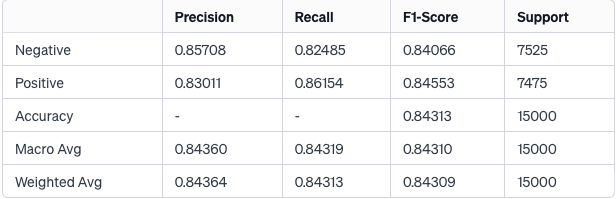 Precision Recall F1-Score Support
Negative 0.85708 0.82485 0.84066 7525
Positive 0.83011 0.86154 0.84553 7475
Accuracy - - 0.84313 15000
Macro Avg 0.84360 0.84319 0.84310 15000
Weighted Avg 0.84364 0.84313 0.84309 15000